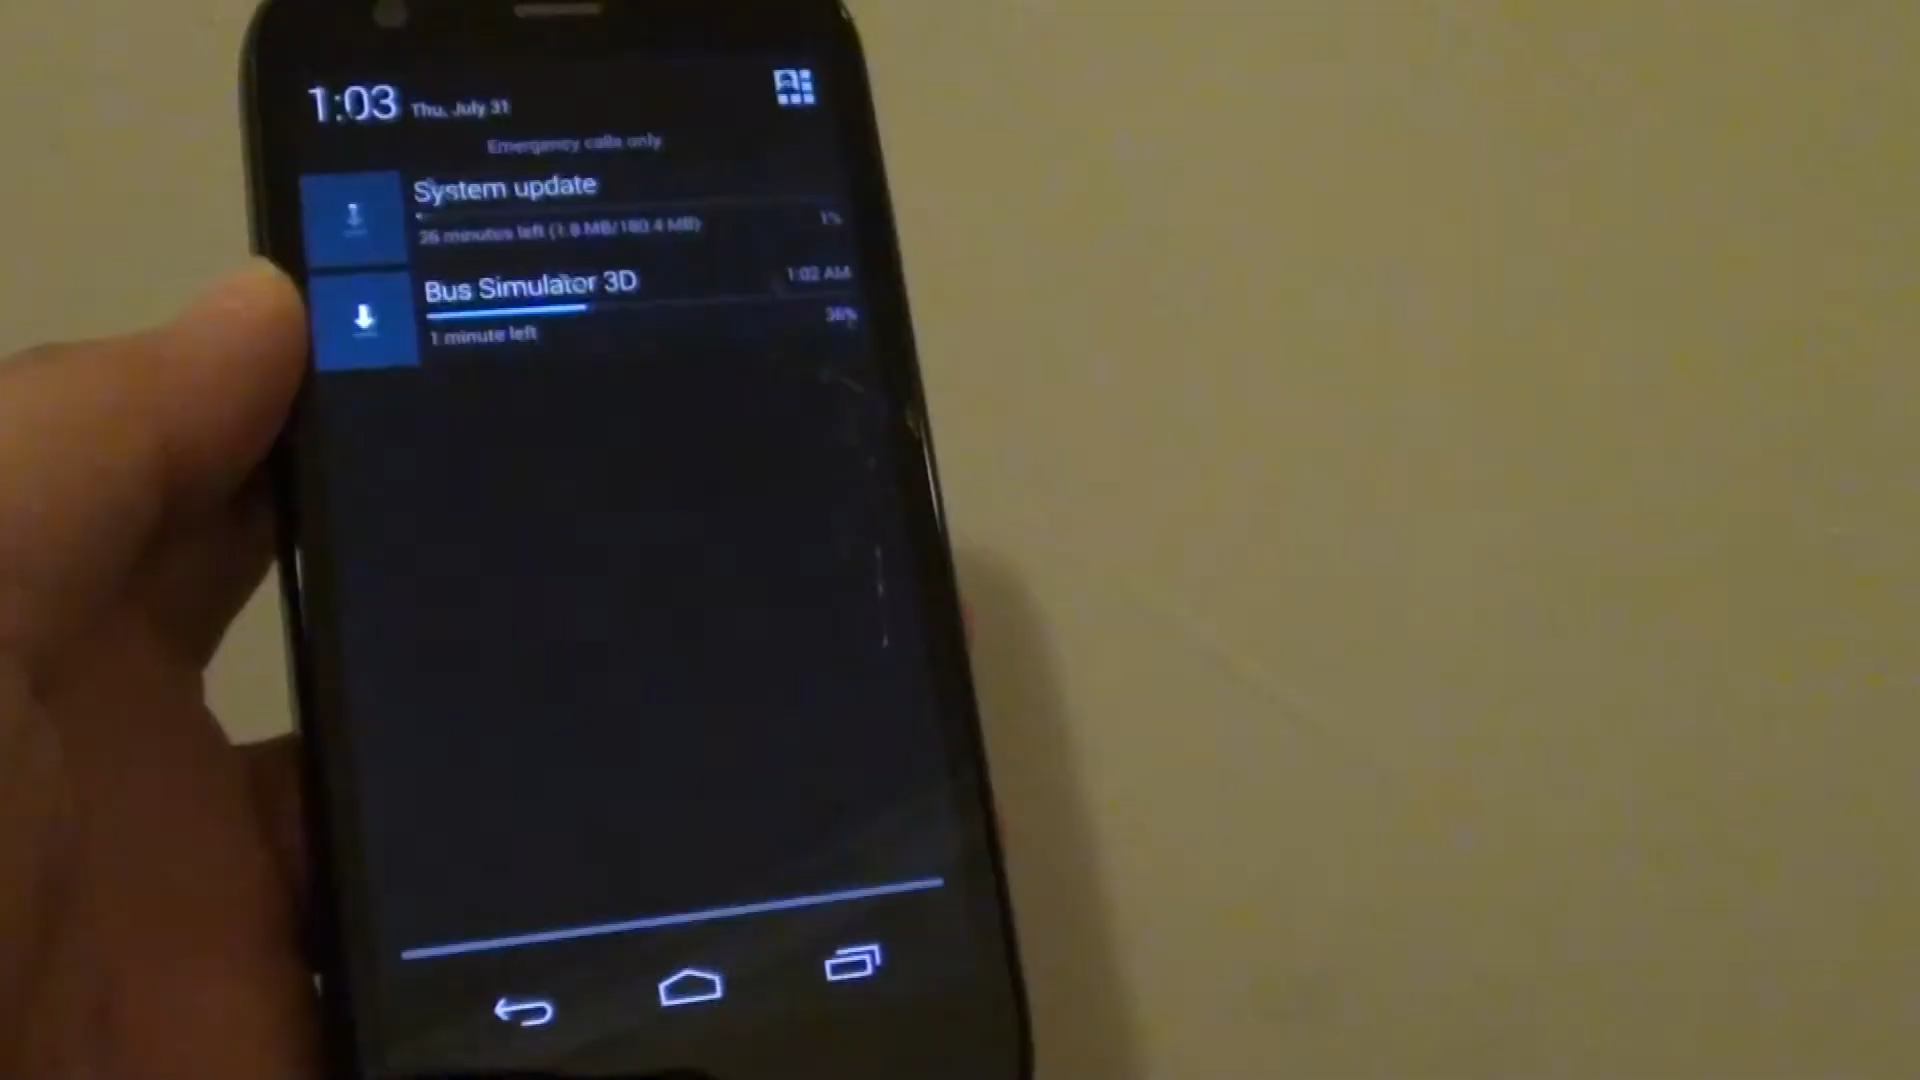 1:03 Thu, July 31
Emergency calls only
System update
26 minutes left (1.8 MB/180.4 MB) 1%
Bus Simulator 3D 1:02 AM
1 minute left 36%